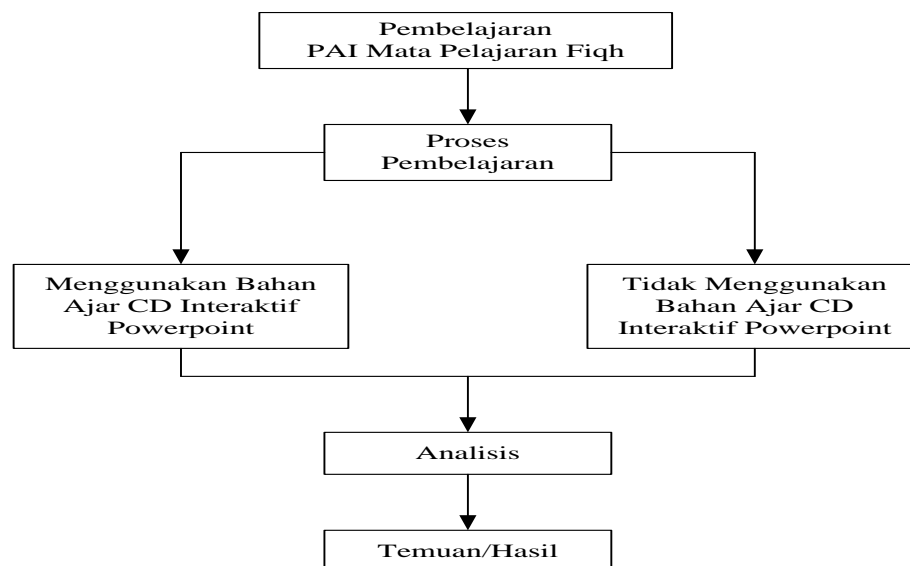 Pembelajaran
PAI Mata Pelajaran Fiqh
Proses
Pembelajaran
Menggunakan Bahan
Ajar CD Interaktif
Powerpoint
Tidak Menggunakan
Bahan Ajar CD
Interaktif Powerpoint
Analisis
Temuan/Hasil